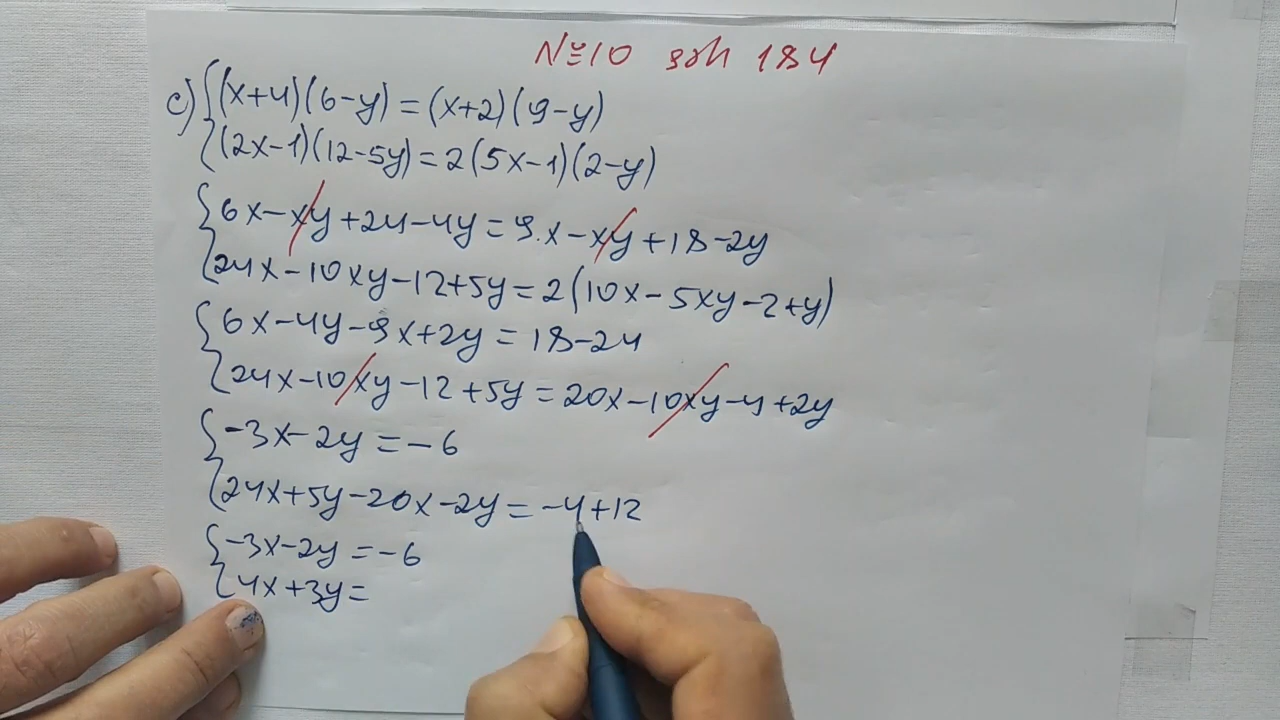 №10 səh 184
c) (x+4)(6-y)=(x+2)(9-y)
(2x-1)(12-5y)=2(5x-1)(2-y)
6x-xy+24-4y=9x-xy+18-2y
24x-10xy-12+5y=2(10x-5xy-2+y)
6x-4y-9x+2y=18-24
24x-10xy-12+5y=20x-10xy-4+2y
-3x-2y=-6
24x+5y-20x-2y=-4+12
-3x-2y=-6
4x+3y=